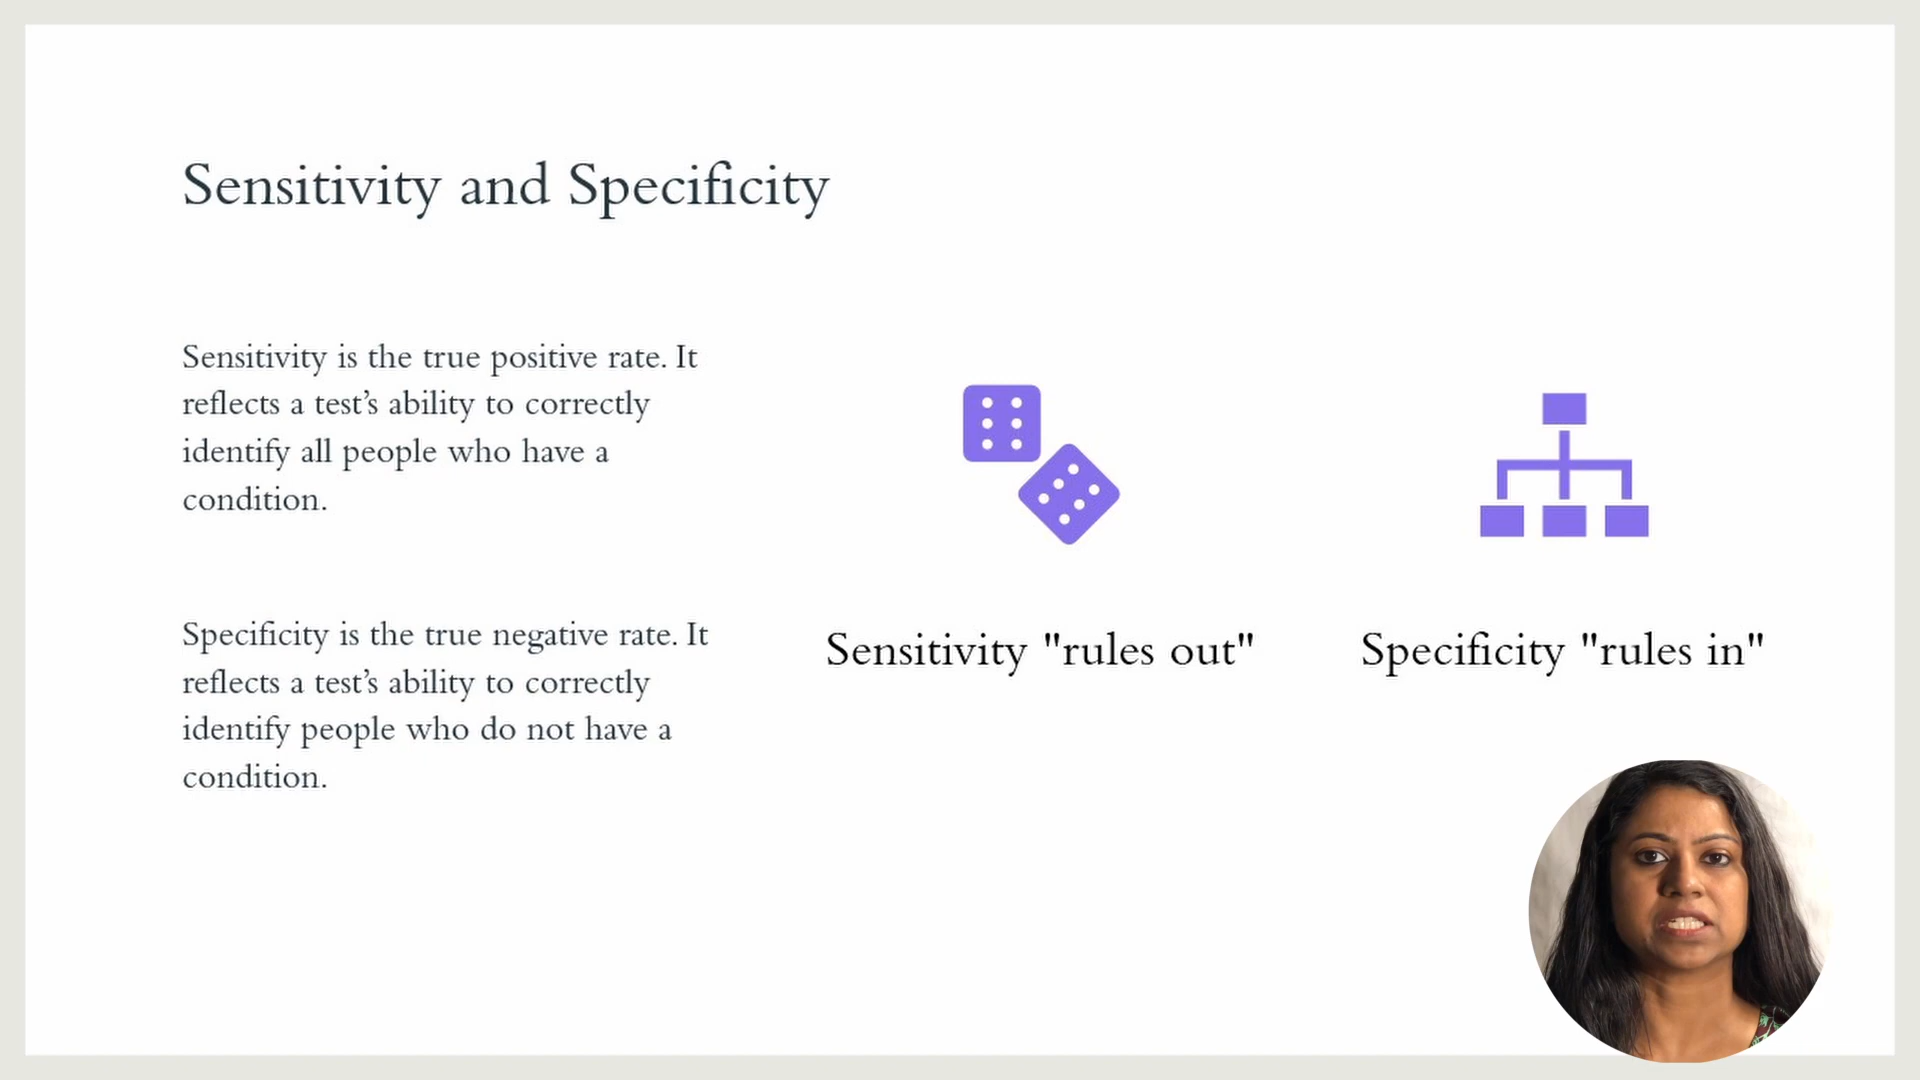 Sensitivity and Specificity
Sensitivity is the true positive rate. It
reflects a test’s ability to correctly
identify all people who have a
condition.
Specificity is the true negative rate. It
reflects a test’s ability to correctly
identify people who do not have a
condition.
Sensitivity "rules out"
Specificity "rules in"